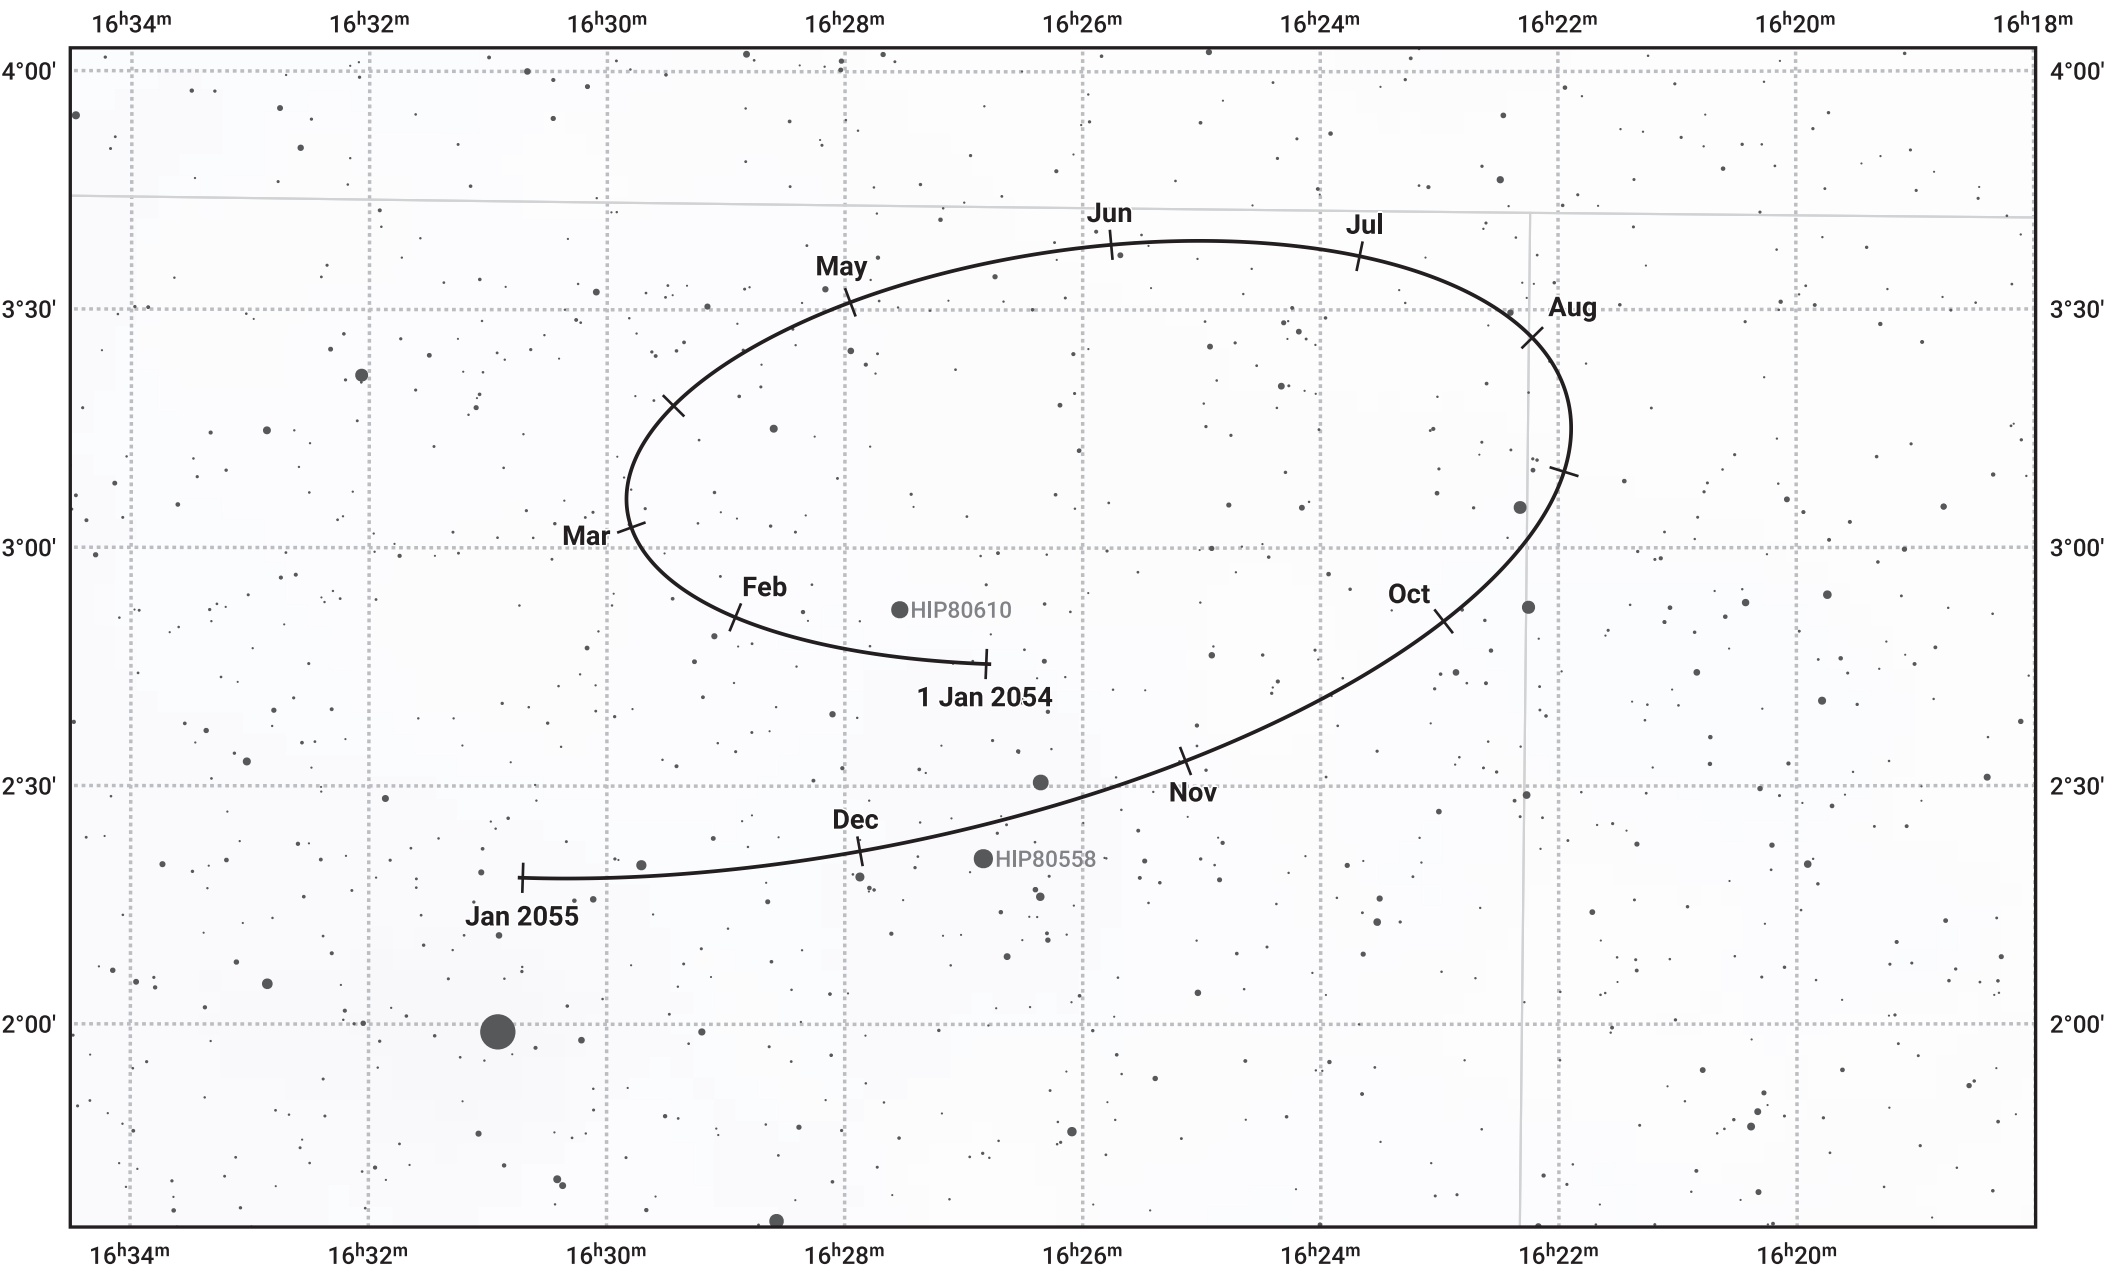 16ʰ34ᵐ 16ʰ32ᵐ 16ʰ30ᵐ 16ʰ28ᵐ 16ʰ26ᵐ 16ʰ24ᵐ 16ʰ22ᵐ 16ʰ20ᵐ 16ʰ18ᵐ
4°00' 4°00'
Jun
Jul
May
Aug
3°30' 3°30'
Mar
3°00' 3°00'
Feb
Oct
HIP80610
1 Jan 2054
2°30' 2°30'
Nov
Dec
HIP80558
Jan 2055
2°00' 2°00'
16ʰ34ᵐ 16ʰ32ᵐ 16ʰ30ᵐ 16ʰ28ᵐ 16ʰ26ᵐ 16ʰ24ᵐ 16ʰ22ᵐ 16ʰ20ᵐ